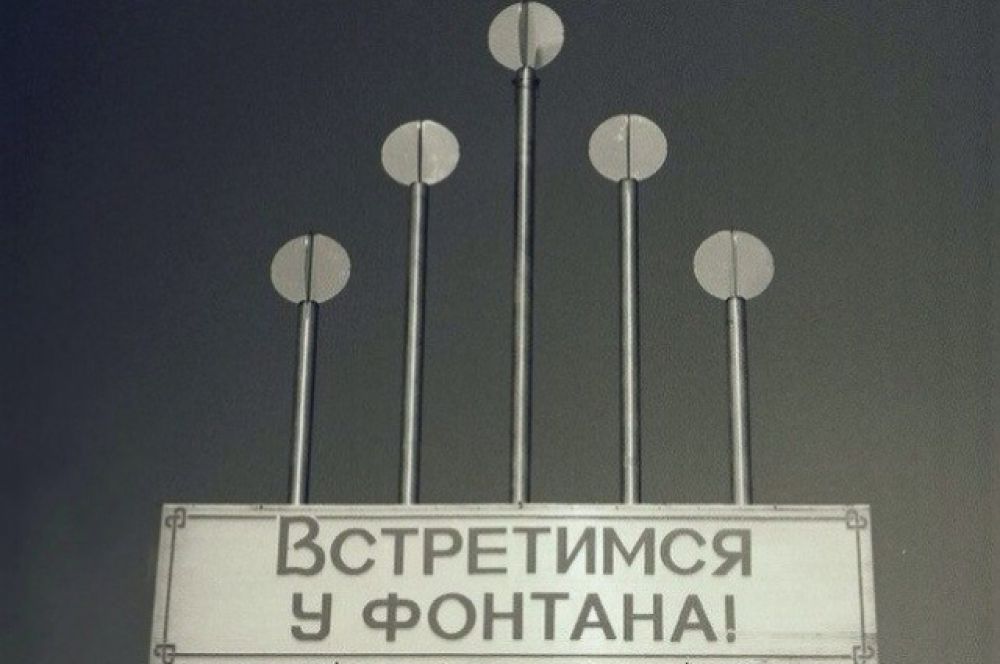 Встретимся
у фонтана!